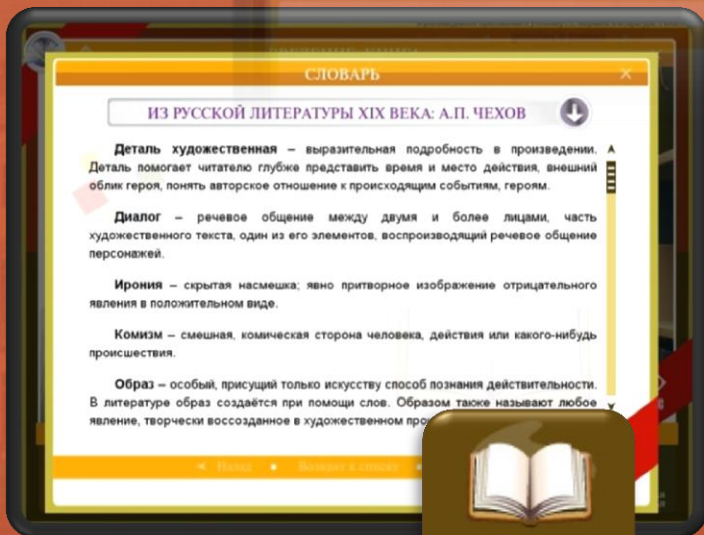 СЛОВАРЬ
ИЗ РУССКОЙ ЛИТЕРАТУРЫ XIX ВЕКА: А.П. ЧЕХОВ
Деталь художественная – выразительная подробность в произведении.
Деталь помогает читателю глубже представить время и место действия, внешний
облик героя, понять авторское отношение к происходящим событиям, героям.
Диалог – речевое общение между двумя и более лицами, часть
художественного текста, один из его элементов, воспроизводящий речевое общение
персонажей.
Ирония – скрытая насмешка; явно притворное изображение отрицательного
явления в положительном виде.
Комизм – смешная, комическая сторона человека, действия или какого-нибудь
происшествия.
Образ – особый, присущий только искусству способ познания действительности.
В литературе образ создаётся при помощи слов. Образом также называют любое
явление, творчески воссозданное в художественном
Назад Возврат к списку